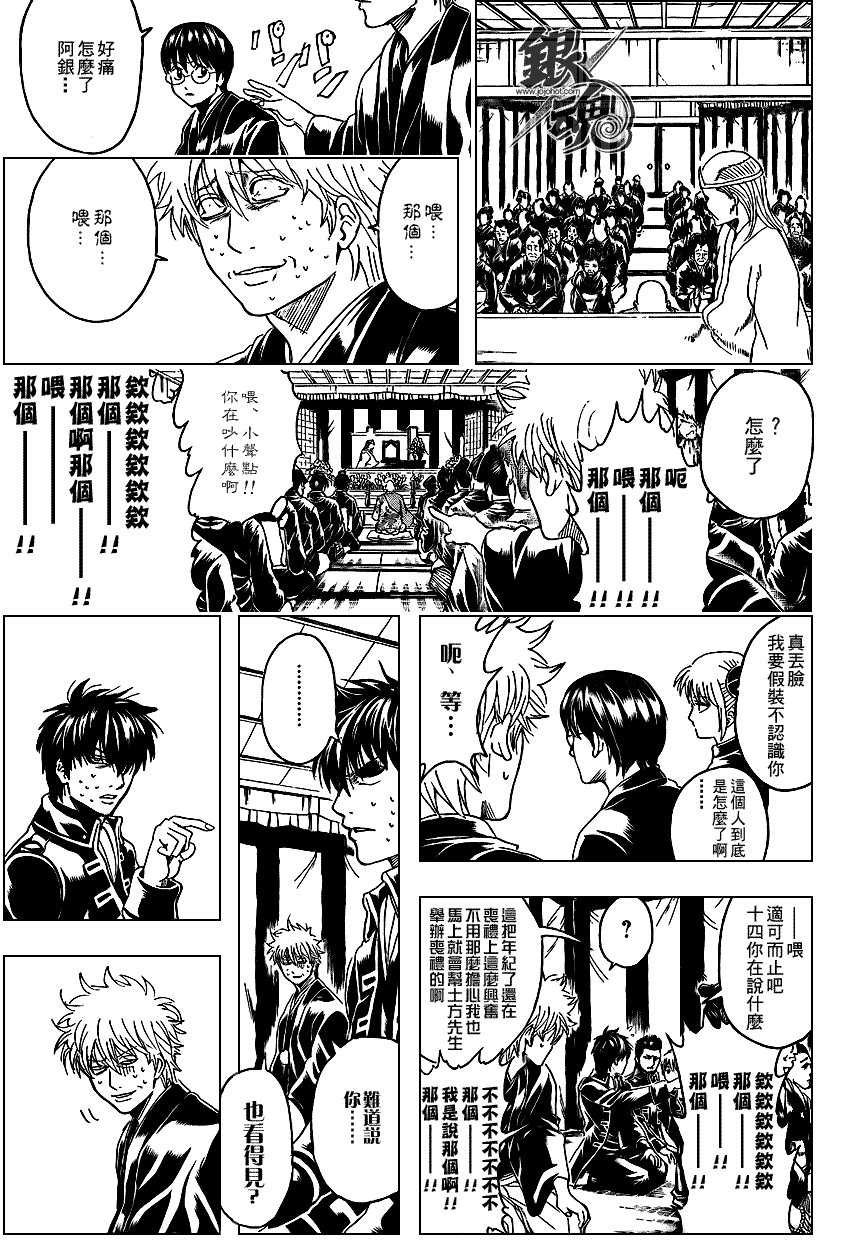 銀魂
www.jojohot.com
好痛
怎麼了
阿銀…
喂…
那個…
那個…
喂…
?
怎麼了
呃
那個——!!
喂——!!
那個——!!
喂、小聲點
你在吵什麼啊!!
欸欸欸欸欸欸欸
那個——!!
那個啊那個——!!
喂——!!
那個——!!
真丟臉
我要假裝不認識你
這個人到底
是怎麼了啊
………
呃、等…
………
——喂
適可而止吧
十四你在說什麼
欸欸欸欸欸欸
那個——!!
喂——!!
那個——!!
?
這把年紀了還在
喪禮上這麼興奮
不用那麼擔心我也
馬上就會幫土方先生
舉辦喪禮的啊
不不不不不不不
那個——!!
我是說那個啊!!
那個——!!
難道說
你……
也看得見?